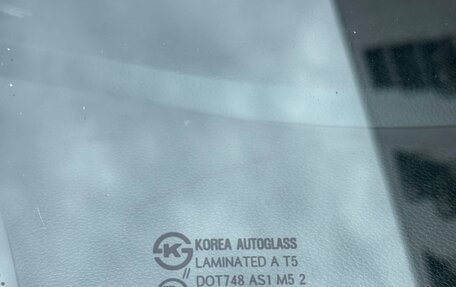 KOREA AUTOGLASS
LAMINATED A T5
//
DOT748 AS1 M5 2